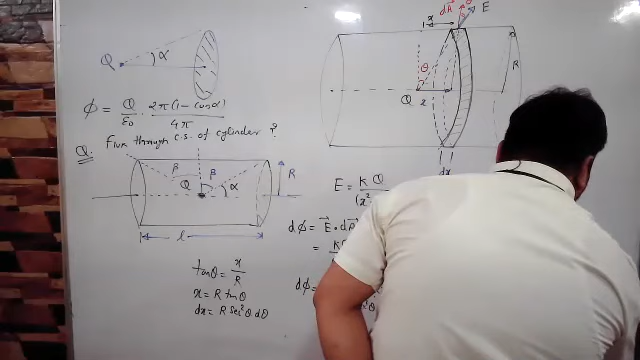 Q
α
ϕ = Q/ε₀ · 2π(1 - cosα)/4π
Q. Flux through c.s. of cylinder ?
β
β
Q
α
R
l
tanθ = x/R
x = R tanθ
dx = R sec²θ dθ
x
dA
θ
E
θ
R
Q
x
dx
E = KQ
(x²
dϕ = E · dA
= K
dϕ